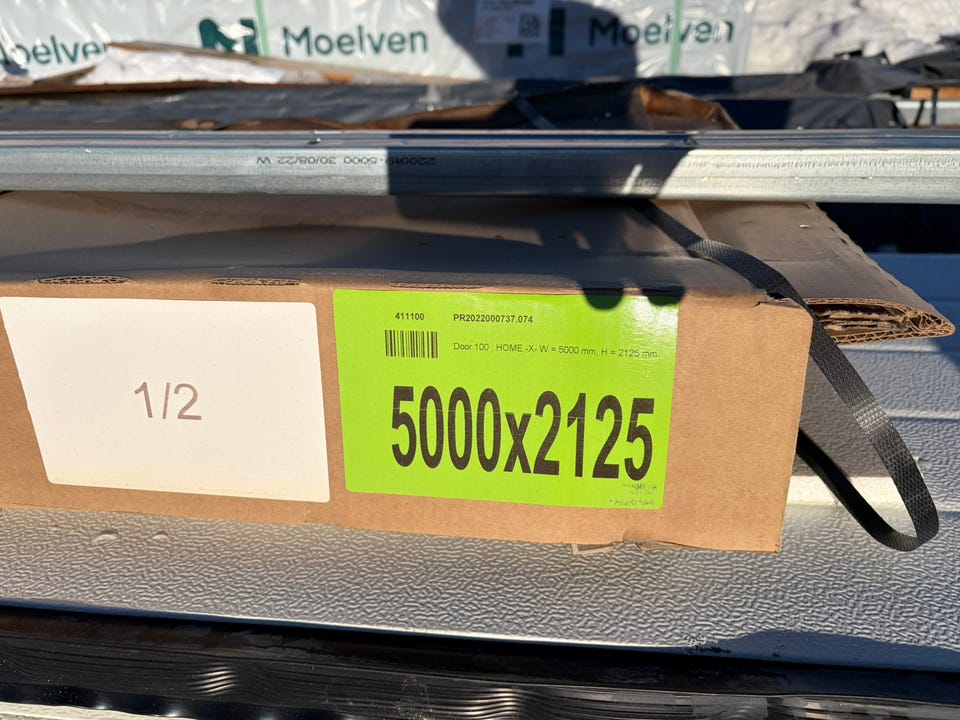 Moelven
Moelven
Moelven
220019-5000 30/08/22 W
1/2
411100 PR2022000737.074
Door 100 : HOME -X- W = 5000 mm, H = 2125 mm
5000x2125